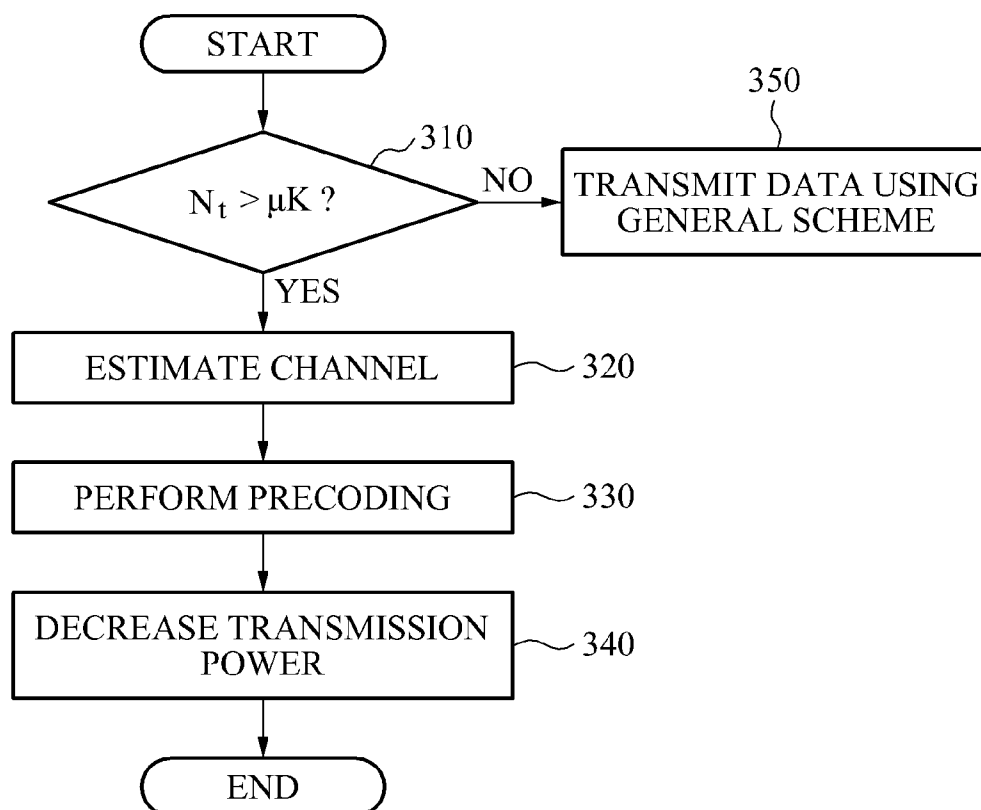 START
310
N_t > μK ?
NO
350
TRANSMIT DATA USING
GENERAL SCHEME
YES
ESTIMATE CHANNEL
320
PERFORM PRECODING
330
DECREASE TRANSMISSION
POWER
340
END